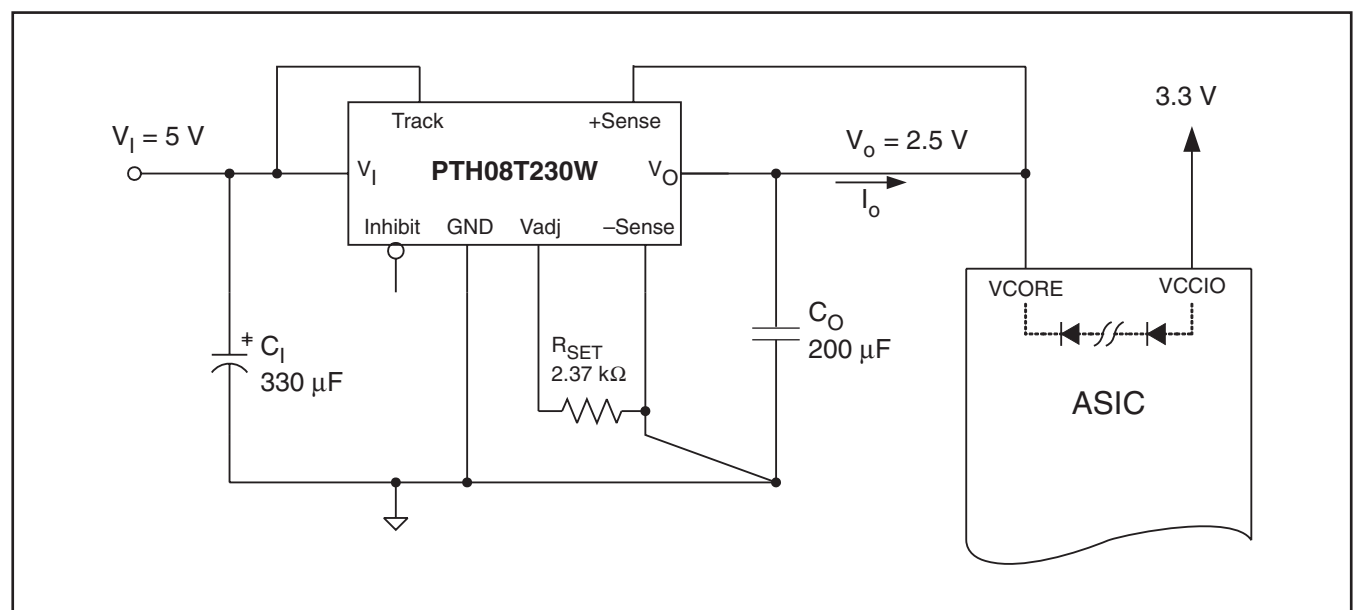 3.3 V
Track
+Sense
V_I = 5 V
V_o = 2.5 V
V_I
PTH08T230W
V_O
I_o
Inhibit
GND
Vadj
–Sense
VCORE
VCCIO
ǂ C_I
330 μF
R_SET
2.37 kΩ
C_O
200 μF
ASIC